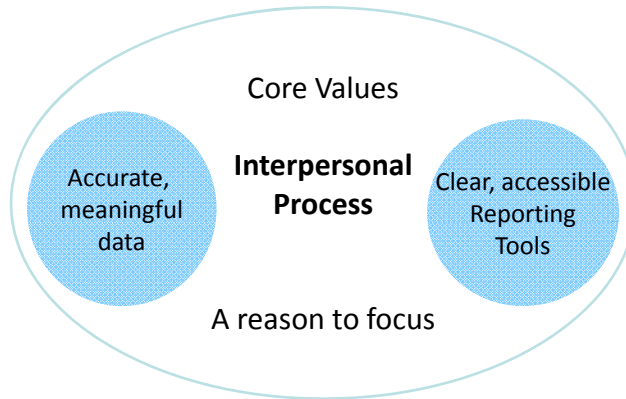 Core Values
Accurate,
meaningful
data
Interpersonal
Process
Clear, accessible
Reporting
Tools
A reason to focus